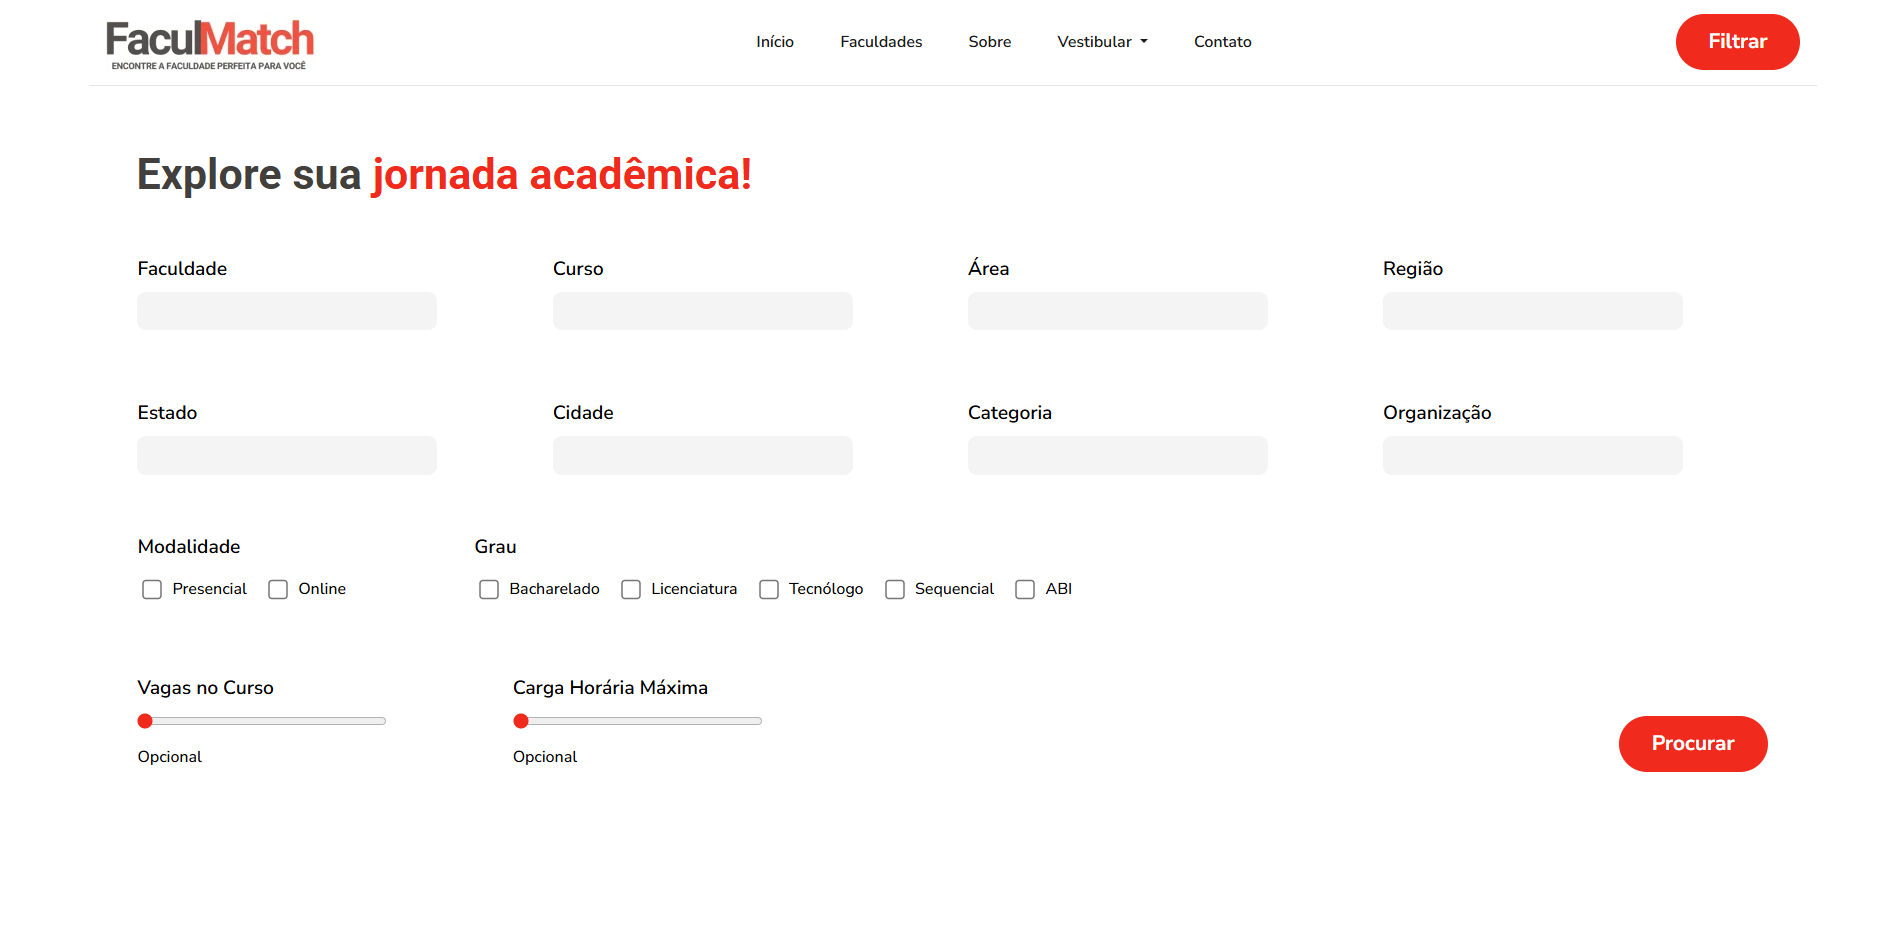 FaculMatch
ENCONTRE A FACULDADE PERFEITA PARA VOCÊ
Início Faculdades Sobre Vestibular Contato
Filtrar
Explore sua jornada acadêmica!
Faculdade Curso Área Região
Estado Cidade Categoria Organização
Modalidade Grau
Presencial Online Bacharelado Licenciatura Tecnólogo Sequencial ABI
Vagas no Curso Carga Horária Máxima
Opcional Opcional
Procurar